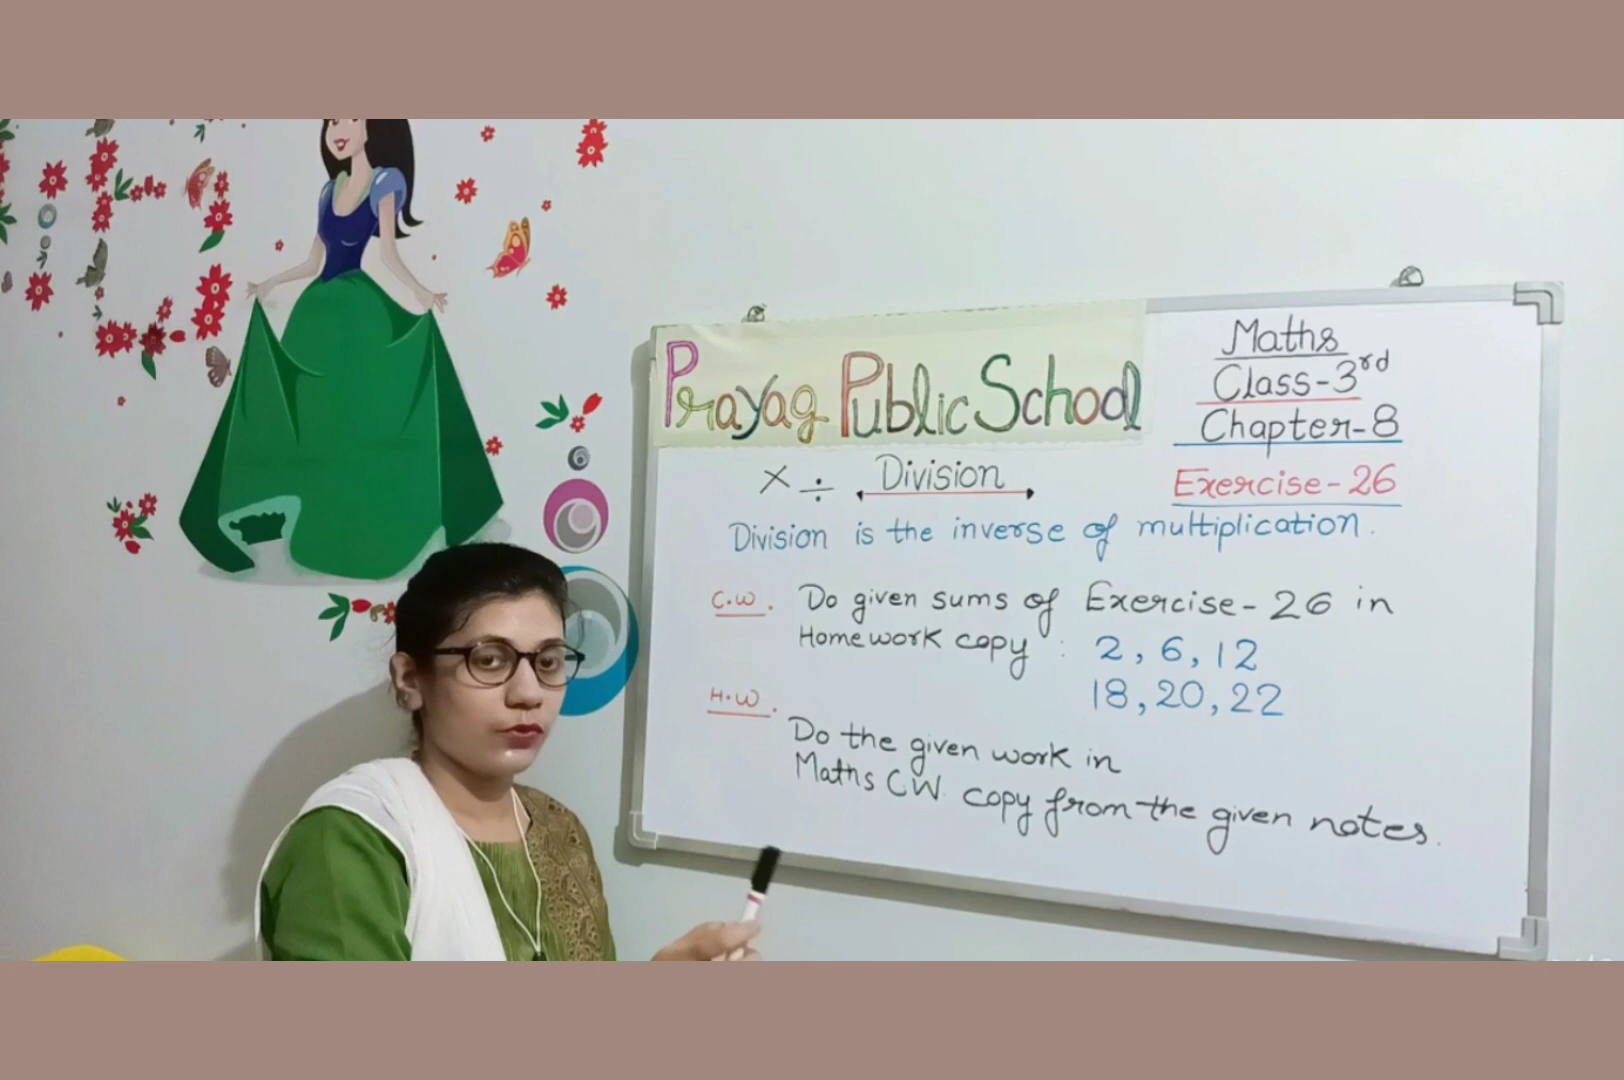 Prayag Public School
Maths
Class-3rd
Chapter-8
Exercise-26
× ÷ Division
Division is the inverse of multiplication.
C.W. Do given sums of Exercise-26 in
Homework copy : 2, 6, 12
18, 20, 22
H.W.
Do the given work in
Maths CW. copy from the given notes.